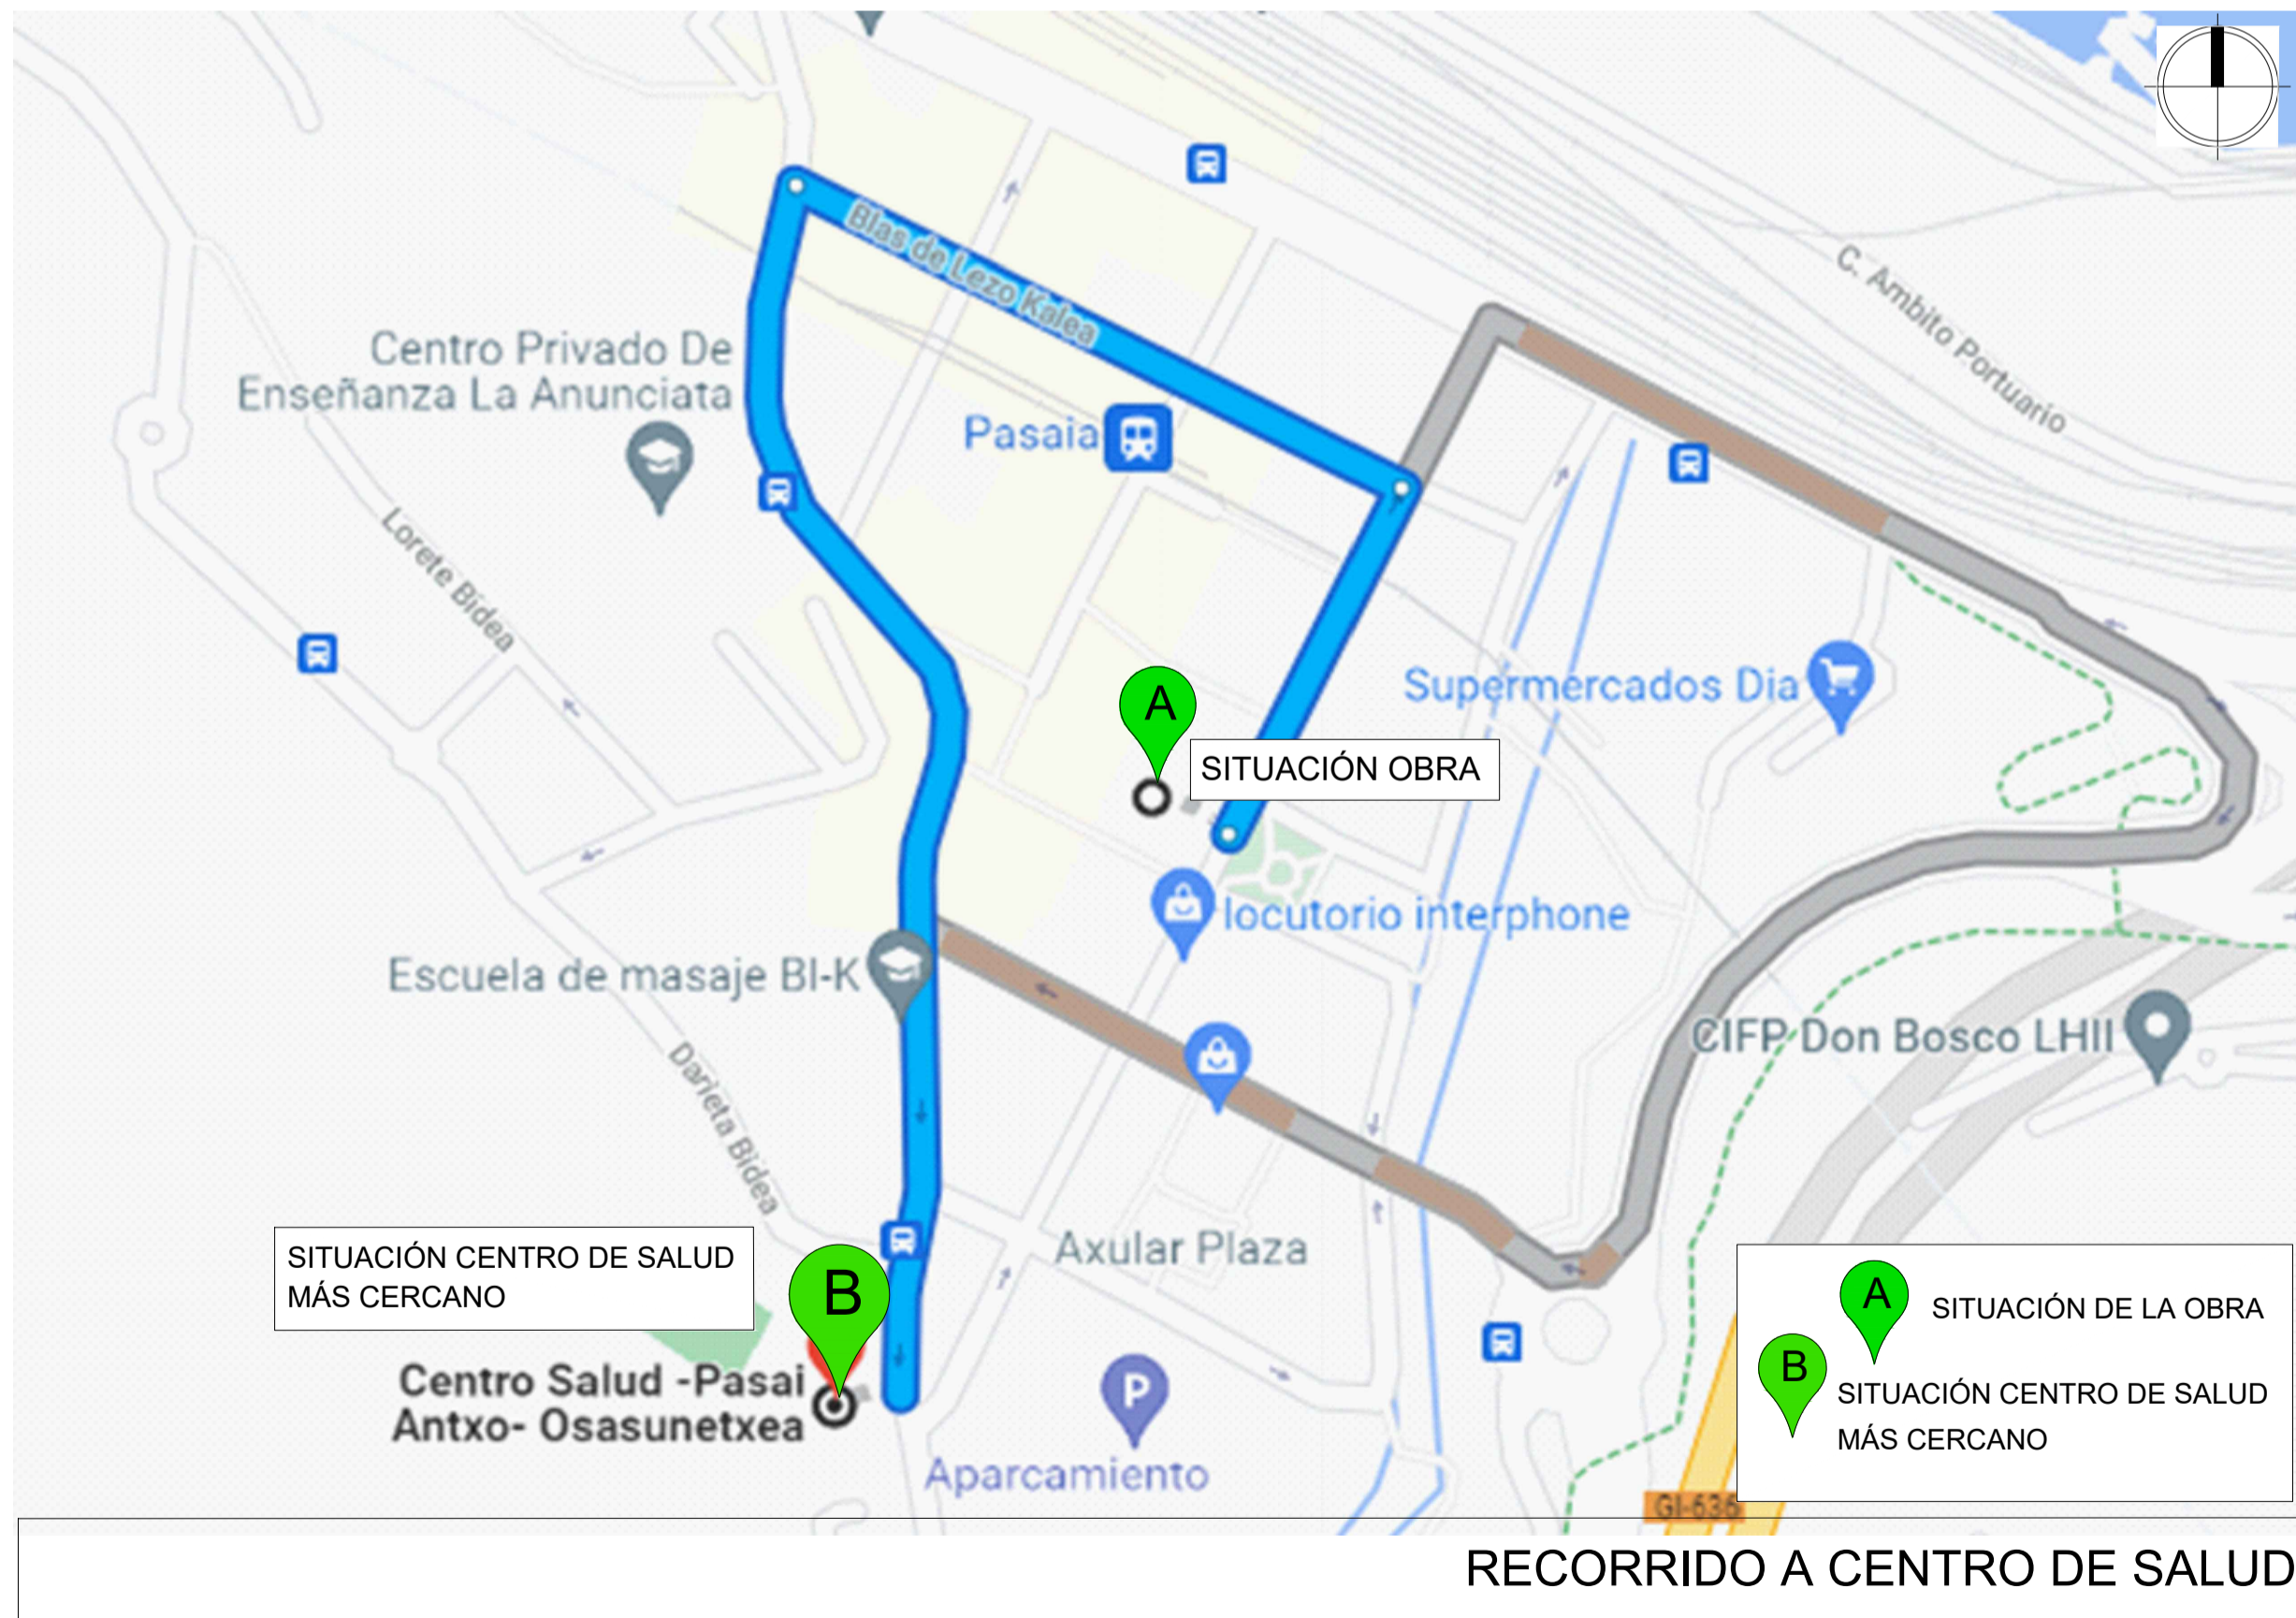 Blas de Lezo Kalea
C. Ambito Portuario
Centro Privado De
Enseñanza La Anunciata
Pasaia
Lorete Bidea
A
Supermercados Dia
SITUACIÓN OBRA
locutorio interphone
Escuela de masaje BI-K
CIFP Don Bosco LHII
Darieta Bidea
Axular Plaza
SITUACIÓN CENTRO DE SALUD
MÁS CERCANO
B
Centro Salud -Pasai
Antxo- Osasunetxea
P
Aparcamiento
A
SITUACIÓN DE LA OBRA
B
SITUACIÓN CENTRO DE SALUD
MÁS CERCANO
GI-636
RECORRIDO A CENTRO DE SALUD